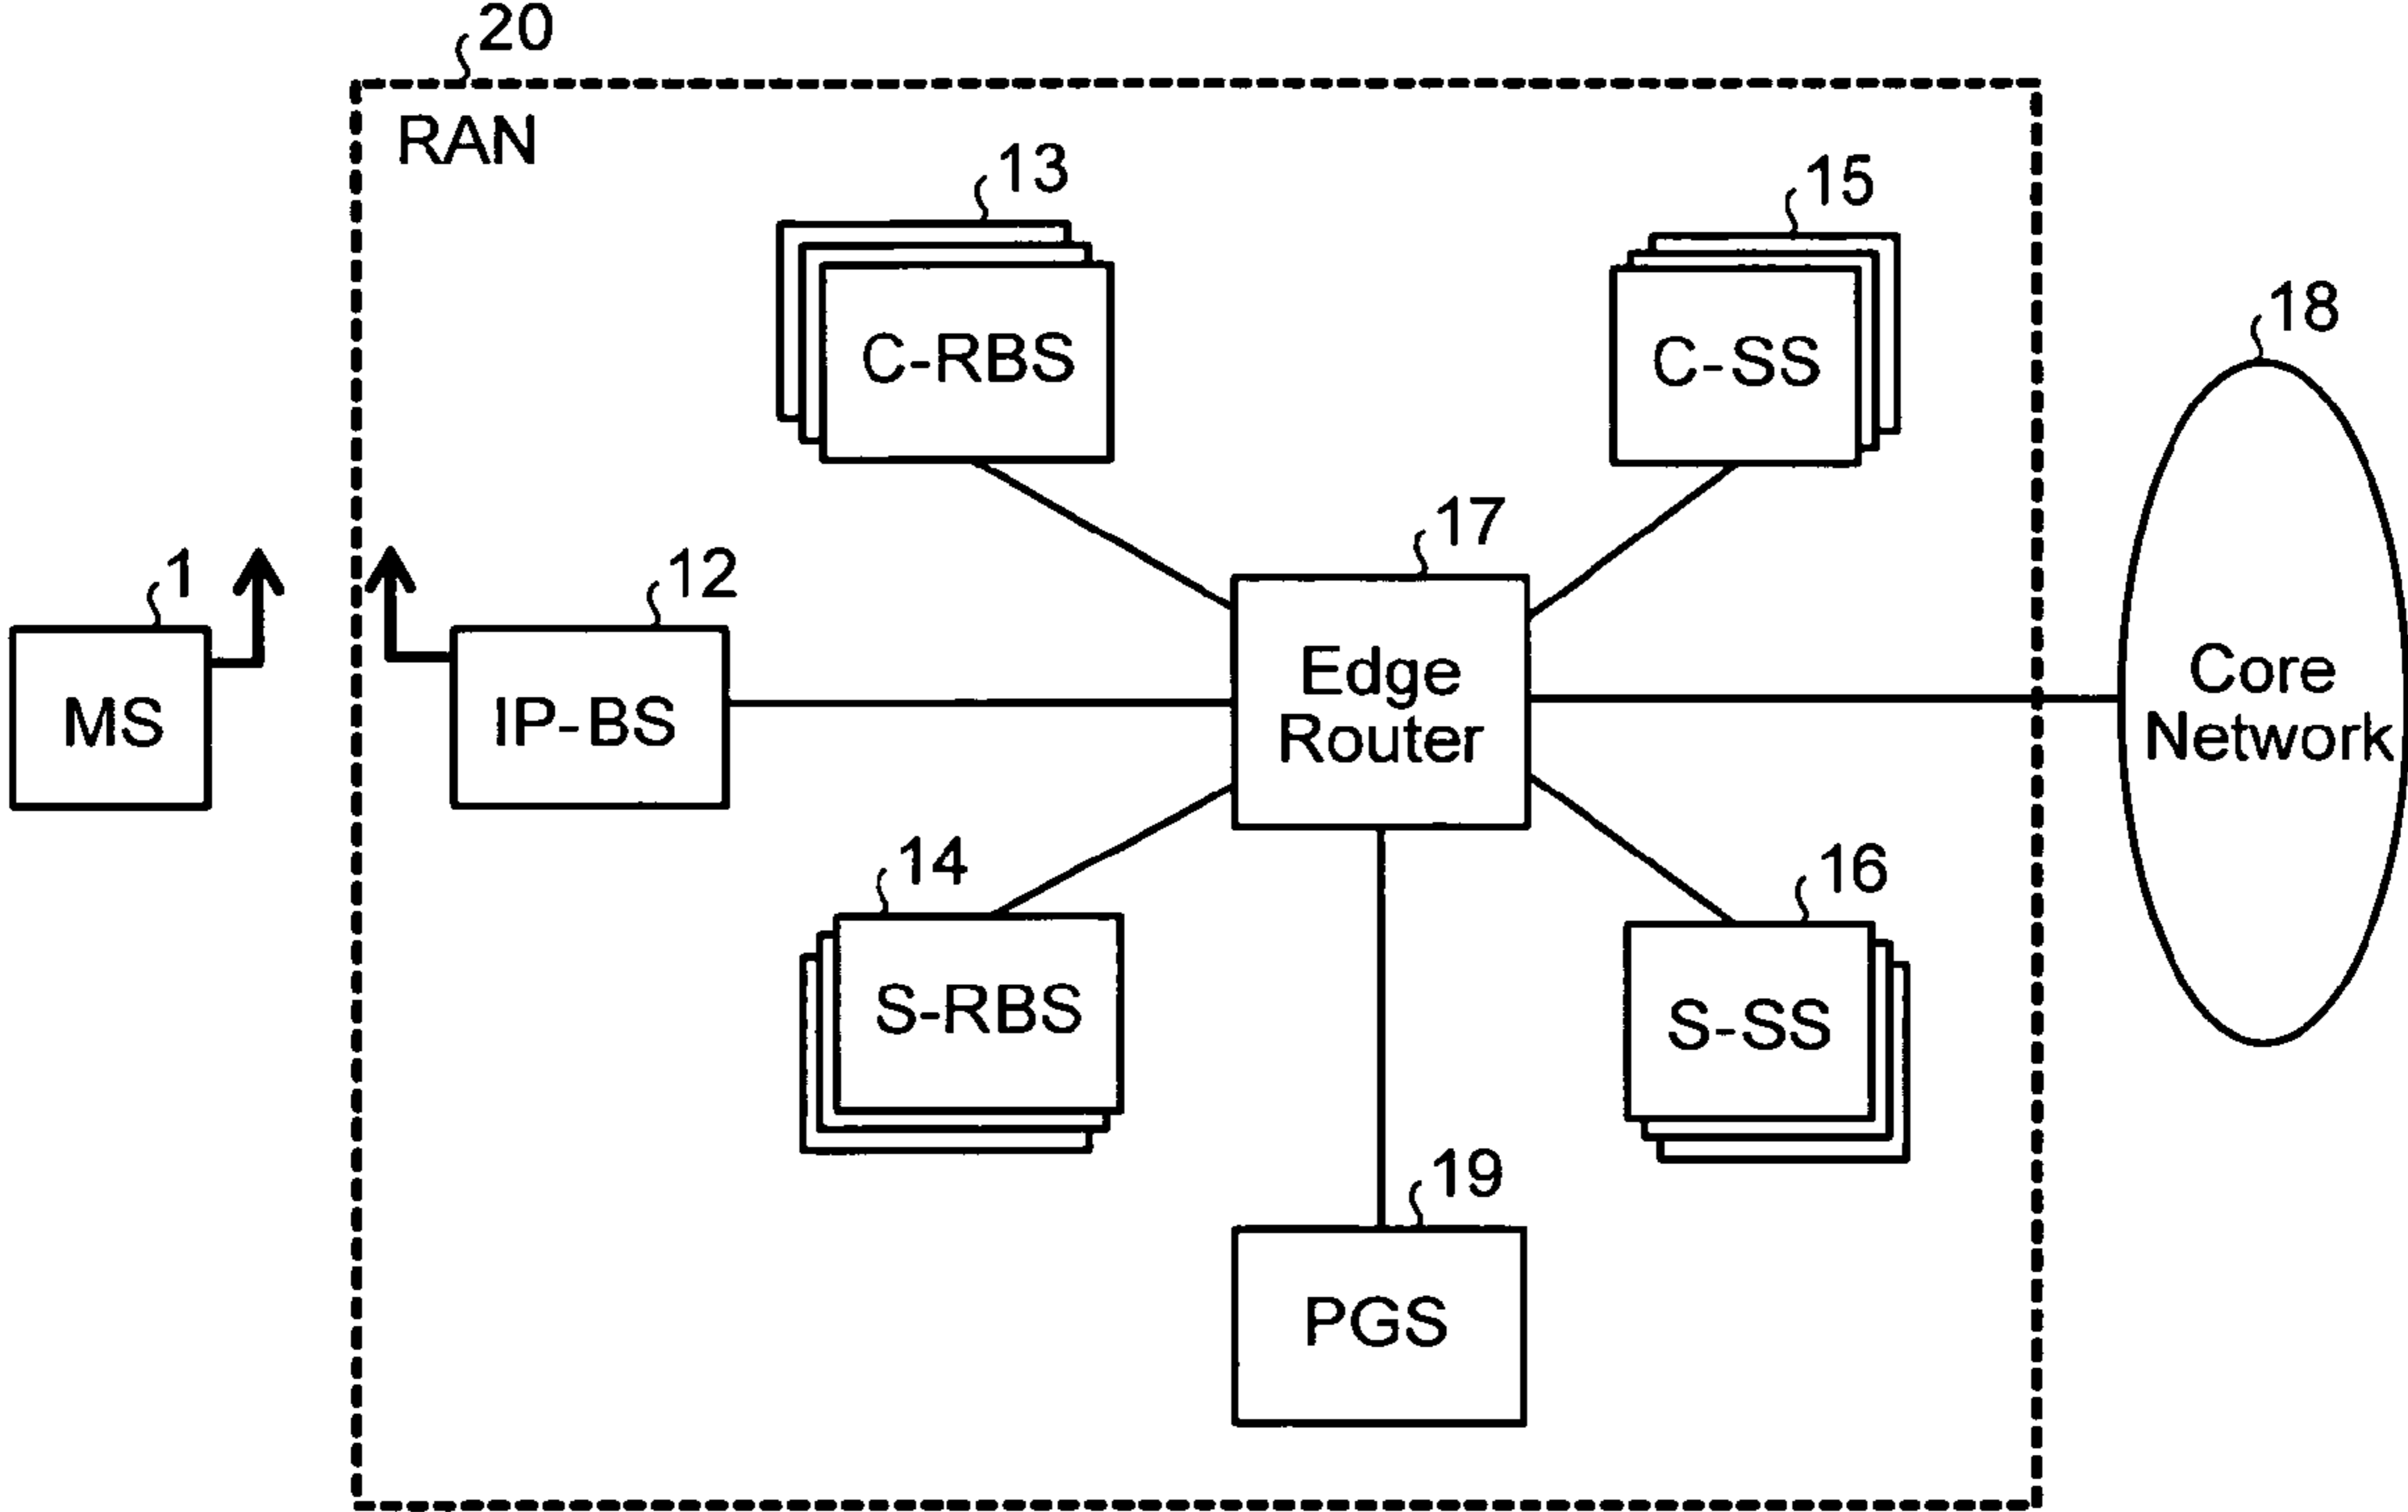 20
RAN
13
15
C-RBS
C-SS
18
17
1
12
MS
IP-BS
Edge
Router
Core
Network
14
16
S-RBS
S-SS
19
PGS